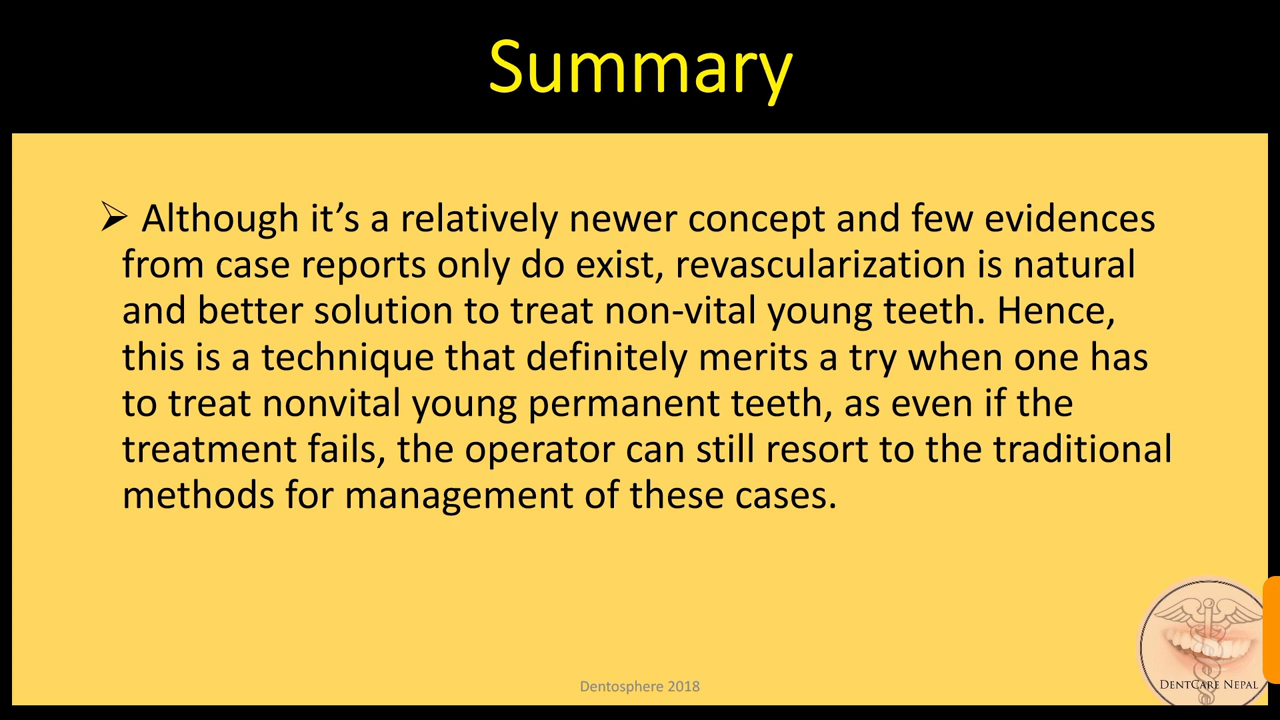 Summary
➢ Although it’s a relatively newer concept and few evidences
from case reports only do exist, revascularization is natural
and better solution to treat non-vital young teeth. Hence,
this is a technique that definitely merits a try when one has
to treat nonvital young permanent teeth, as even if the
treatment fails, the operator can still resort to the traditional
methods for management of these cases.
Dentosphere 2018
DENTCARE NEPAL